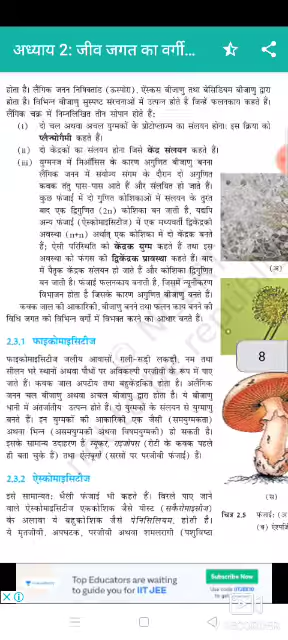 अध्याय 2: जीव जगत का वर्गी...
होता है। लैंगिक जनन निषिक्तांड (ऊस्पोर), ऐस्कस बीजाणु तथा बेसिडियम बीजाणु द्वारा
होता है। विभिन्न बीजाणु सुस्पष्ट संरचनाओं में उत्पन्न होते हैं जिन्हें फलनकाय कहते हैं।
लैंगिक चक्र में निम्नलिखित तीन सोपान होते हैं:
(i) दो चल अथवा अचल युग्मकों के प्रोटोप्लाज्म का संलयन होना। इस क्रिया को
प्लैज्मोगैमी कहते हैं।
(ii) दो केंद्रकों का संलयन होना जिसे केंद्र संलयन कहते हैं।
(iii) युग्मनज में मिऑसिस के कारण अगुणित बीजाणु बनना
लैंगिक जनन में संयोग्य संगम के दौरान दो अगुणित
कवक तंतु पास-पास आते हैं और संलयित हो जाते हैं।
कुछ फंजाई में दो गुणित कोशिकाओं में संलयन के तुरंत
बाद एक द्विगुणित (2n) कोशिका बन जाती है, यद्यपि
अन्य फंजाई (ऐस्कोमाइसिटीज) में एक मध्यवर्ती द्विकेंद्रकी
अवस्था (n+n) अर्थात् एक कोशिका में दो केंद्रक बनते
हैं; ऐसी परिस्थिति को केंद्रक युग्म कहते हैं तथा इस
अवस्था को फंगस की द्विकेंद्रक प्रावस्था कहते हैं। बाद
में पैतृक केंद्रक संलयन हो जाते हैं और कोशिका द्विगुणित
बन जाती है। फंजाई फलनकाय बनाती है, जिसमें न्यूनीकरण
विभाजन होता है जिसके कारण अगुणित बीजाणु बनते हैं।
कवक जाल की आकारिकी, बीजाणु बनने तथा फलन काय बनने की
विधि जगत को विभिन्न वर्गों में विभक्त करने का आधार बनते हैं।
(अ)
2.3.1 फाइकोमाइसिटीज
फाइकोमाइसिटीज जलीय आवासों, गली-सड़ी लकड़ी, नम तथा
सीलन भरे स्थानों अथवा पौधों पर अविकल्पी परजीवी के रूप में पाए
जाते हैं। कवक जाल अपटीय तथा बहुकेंद्रकित होता है। अलैंगिक
जनन चल बीजाणु अथवा अचल बीजाणु द्वारा होता है। ये बीजाणु
धानी में अंतर्जातीय उत्पन्न होते हैं। दो युग्मकों के संलयन से युग्माणु
बनते हैं। इन युग्मकों की आकारिकी एक जैसी (समयुग्मकता)
अथवा भिन्न (असमयुग्मकी अथवा विषमयुग्मकी) हो सकती है।
इसके सामान्य उदाहरण हैं म्यूकर, राइजोपस (रोटी के कवक पहले
ही बता चुके हैं) तथा ऐलबूगो (सरसों पर परजीवी फंजाई) हैं।
8
(स)
2.3.2 ऐस्कोमाइसिटीज
इसे सामान्यतः थैली फंजाई भी कहते हैं। विरले पाए जाने
वाले ऐस्कोमाइसिटीज एककोशिक जैसे यीस्ट (सकैरोमाइसीज)
के अलावा ये बहुकोशिक जैसे पेनिसिलियम, होती है।
ये मृतजीवी, अपघटक, परजीवी अथवा शमलरागी (पशुविष्ठा
चित्र 2.5 फंजाई: (अ
Top Educators are waiting
to guide you for IIT JEE
Subscribe Now